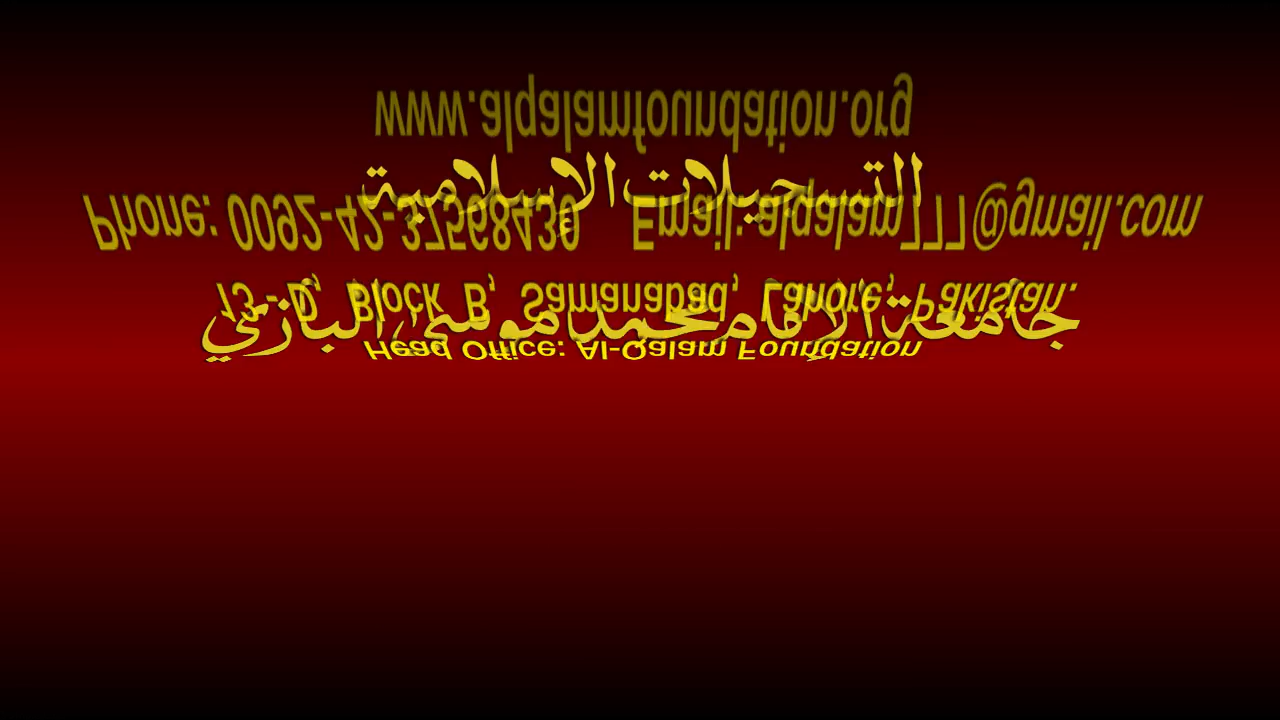 www.alqalamfoundation.org
التسجيلات الإسلامية
Phone: 0092-42-37568430 Email: alqalam777@gmail.com
13 - D, Block B, Samanabad, Lahore, Pakistan.
جامعة الإمام محمد موسى البازي
Head Office: Al-Qalam Foundation